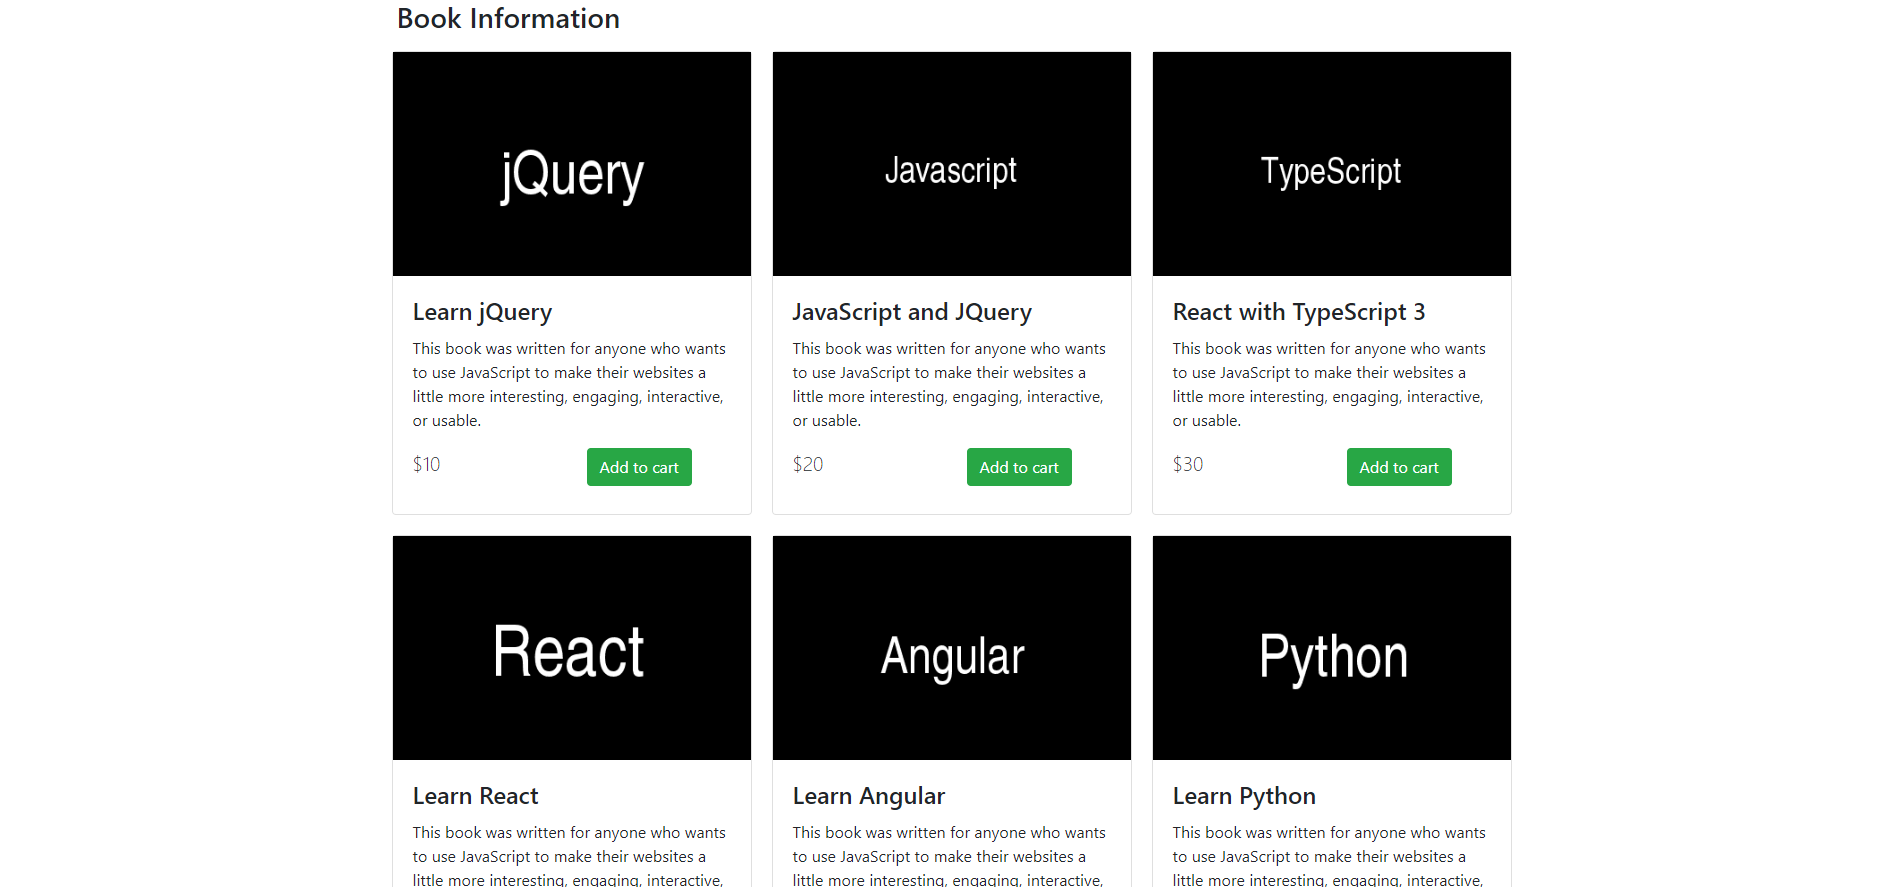 Book Information
jQuery
Learn jQuery
This book was written for anyone who wants
to use JavaScript to make their websites a
little more interesting, engaging, interactive,
or usable.
$10
Add to cart
Javascript
JavaScript and JQuery
This book was written for anyone who wants
to use JavaScript to make their websites a
little more interesting, engaging, interactive,
or usable.
$20
Add to cart
TypeScript
React with TypeScript 3
This book was written for anyone who wants
to use JavaScript to make their websites a
little more interesting, engaging, interactive,
or usable.
$30
Add to cart
React
Learn React
This book was written for anyone who wants
to use JavaScript to make their websites a
little more interesting, engaging, interactive,
Angular
Learn Angular
This book was written for anyone who wants
to use JavaScript to make their websites a
little more interesting, engaging, interactive,
Python
Learn Python
This book was written for anyone who wants
to use JavaScript to make their websites a
little more interesting, engaging, interactive,